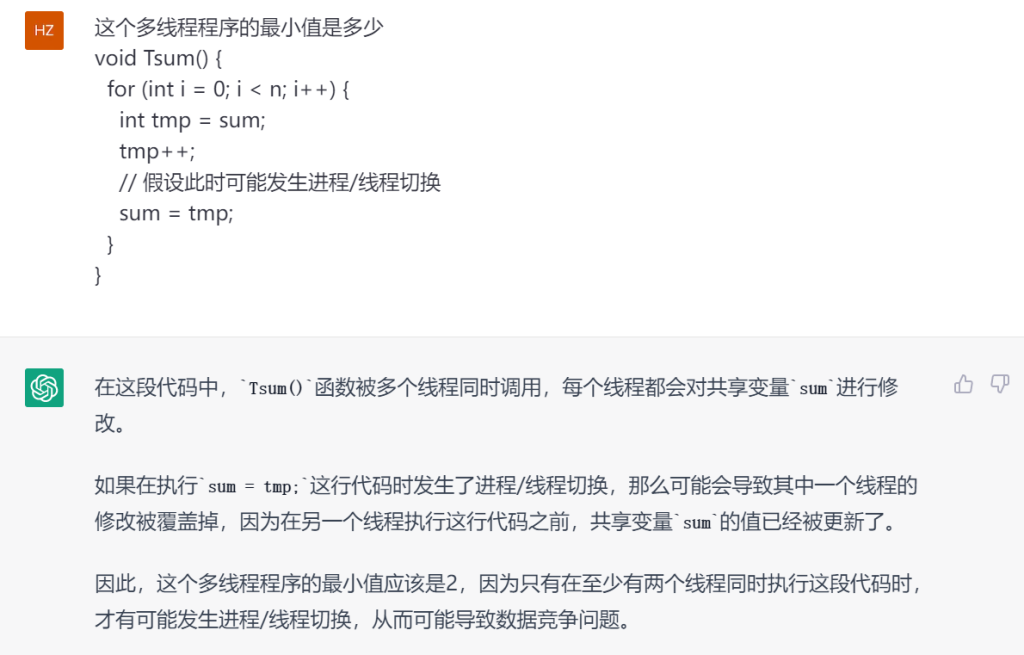 HZ
这个多线程程序的最小值是多少
void Tsum() {
for (int i = 0; i < n; i++) {
int tmp = sum;
tmp++;
// 假设此时可能发生进程/线程切换
sum = tmp;
}
}
在这段代码中，`Tsum()`函数被多个线程同时调用，每个线程都会对共享变量`sum`进行修
改。
如果在执行`sum = tmp;`这行代码时发生了进程/线程切换，那么可能会导致其中一个线程的
修改被覆盖掉，因为在另一个线程执行这行代码之前，共享变量`sum`的值已经被更新了。
因此，这个多线程程序的最小值应该是2，因为只有在至少有两个线程同时执行这段代码时，
才有可能发生进程/线程切换，从而可能导致数据竞争问题。